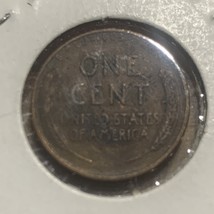 ONE
CENT
UNITED STATES
OF AMERICA